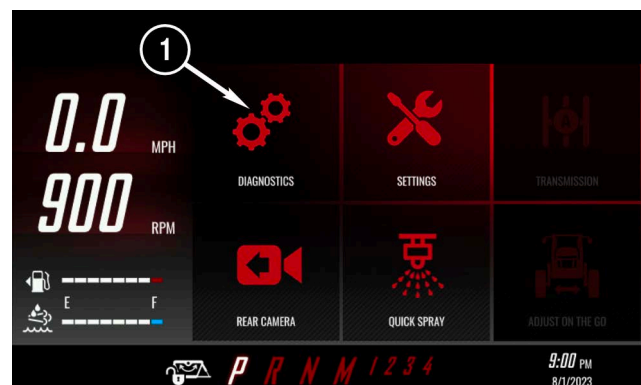 1
0.0 MPH
DIAGNOSTICS SETTINGS TRANSMISSION
900 RPM
E F
REAR CAMERA QUICK SPRAY ADJUST ON THE GO
P R N M 1 2 3 4
9:00 PM
8/1/2023